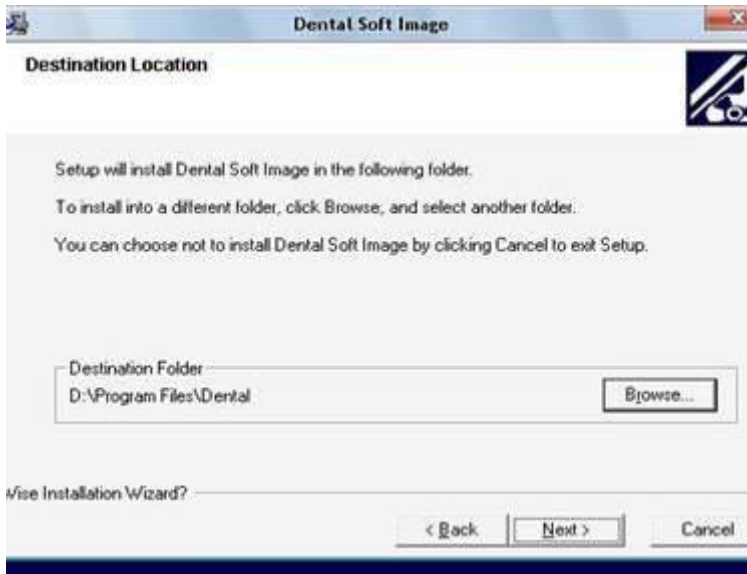 Dental Soft Image
Destination Location
Setup will install Dental Soft Image in the following folder.
To install into a different folder, click Browse, and select another folder.
You can choose not to install Dental Soft Image by clicking Cancel to exit Setup.
Destination Folder
D:\Program Files\Dental
Browse...
Wise Installation Wizard?
< Back
Next >
Cancel